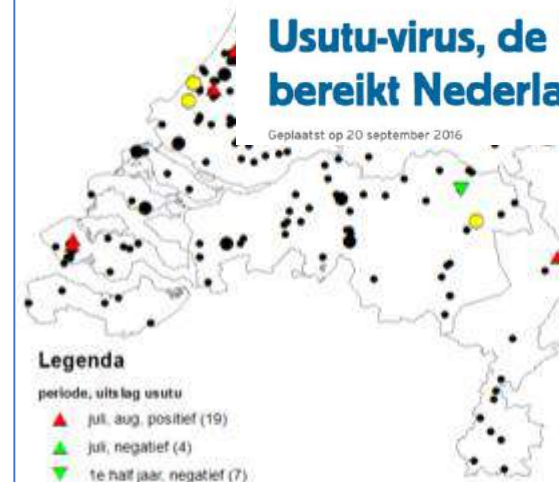 Usutu-virus, de
bereikt Nederla
Geplaatst op 20 september 2016
Legenda
periode, uitslag usutu
juli, aug, positief (19)
juli, negatief (4)
1e half jaar, negatief (7)